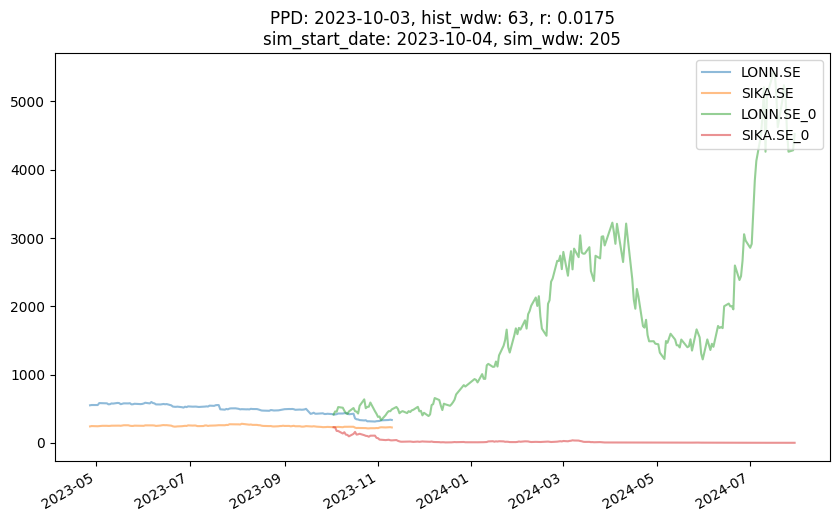 PPD: 2023-10-03, hist_wdw: 63, r: 0.0175
sim_start_date: 2023-10-04, sim_wdw: 205
LONN.SE
SIKA.SE
LONN.SE_0
SIKA.SE_0
5000
4000
3000
2000
1000
0
2023-05
2023-07
2023-09
2023-11
2024-01
2024-03
2024-05
2024-07